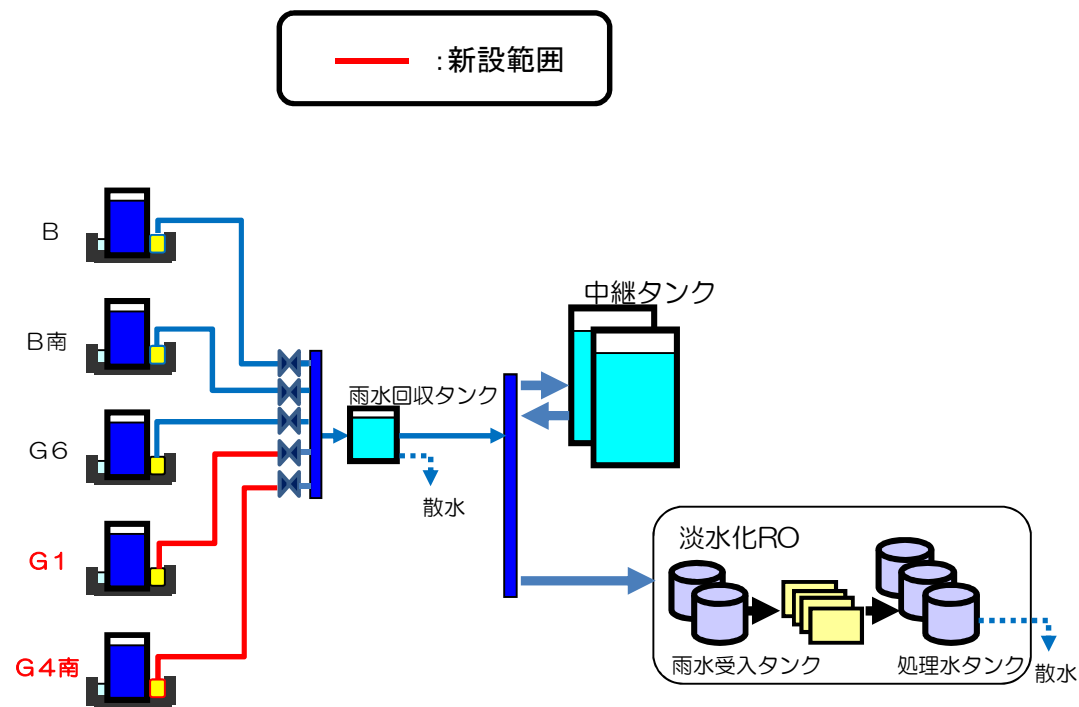 :新設範囲
B
B南
G6
G1
G4南
雨水回収タンク
散水
中継タンク
淡水化RO
雨水受入タンク
処理水タンク
散水